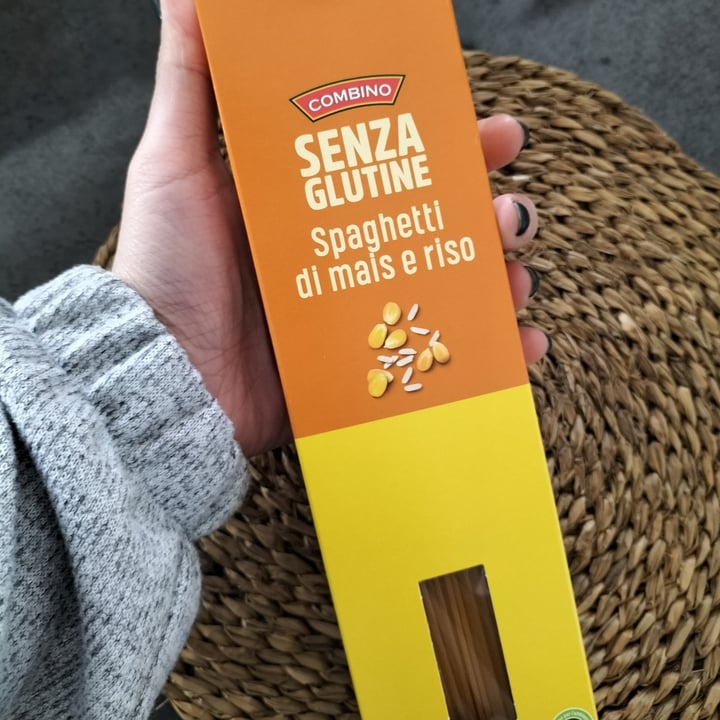 COMBINO
SENZA
GLUTINE
Spaghetti
di mais e riso